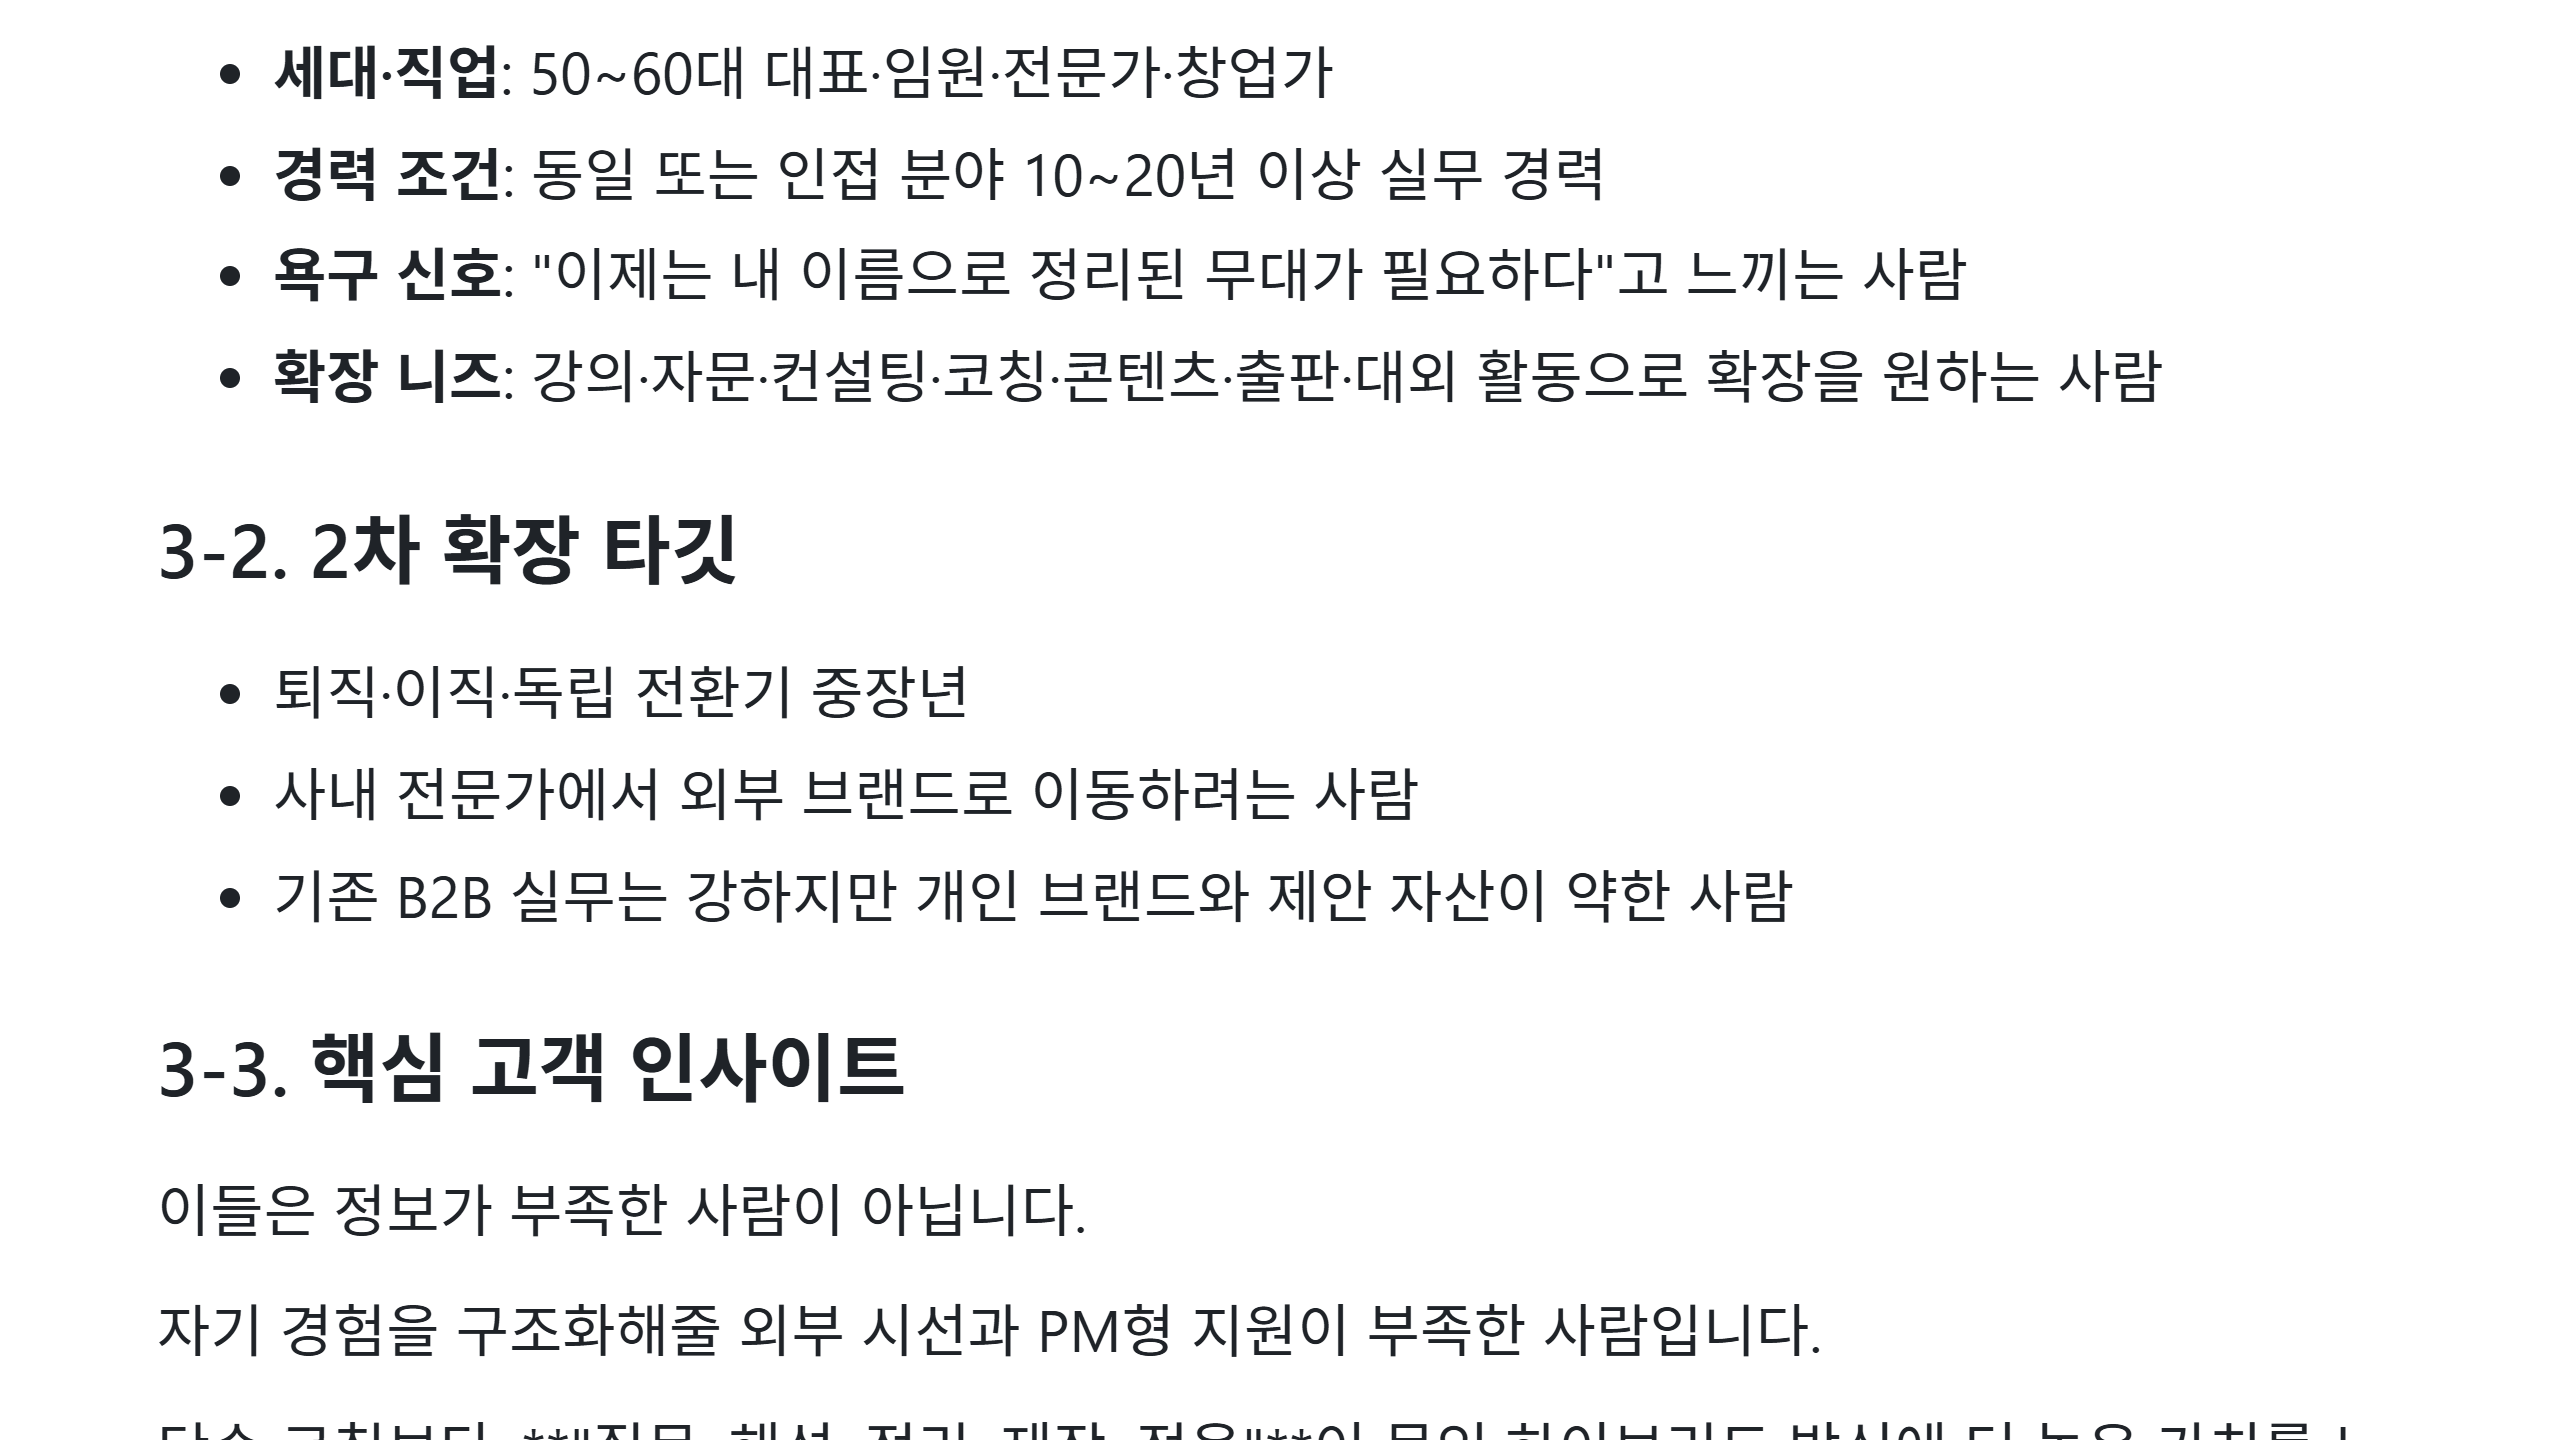 • 세대·직업: 50~60대 대표·임원·전문가·창업가
• 경력 조건: 동일 또는 인접 분야 10~20년 이상 실무 경력
• 욕구 신호: "이제는 내 이름으로 정리된 무대가 필요하다"고 느끼는 사람
• 확장 니즈: 강의·자문·컨설팅·코칭·콘텐츠·출판·대외 활동으로 확장을 원하는 사람
3-2. 2차 확장 타깃
• 퇴직·이직·독립 전환기 중장년
• 사내 전문가에서 외부 브랜드로 이동하려는 사람
• 기존 B2B 실무는 강하지만 개인 브랜드와 제안 자산이 약한 사람
3-3. 핵심 고객 인사이트
이들은 정보가 부족한 사람이 아닙니다.
자기 경험을 구조화해줄 외부 시선과 PM형 지원이 부족한 사람입니다.